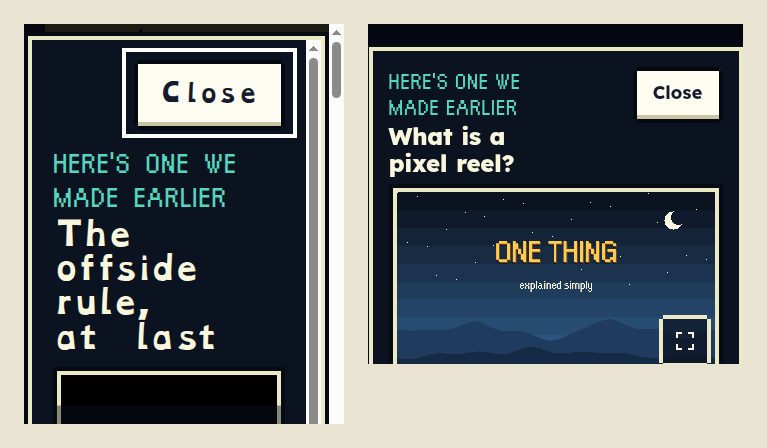 Close
HERE'S ONE WE
MADE EARLIER
The
offside
rule,
at last
HERE'S ONE WE
MADE EARLIER
Close
What is a
pixel reel?
ONE THING
explained simply